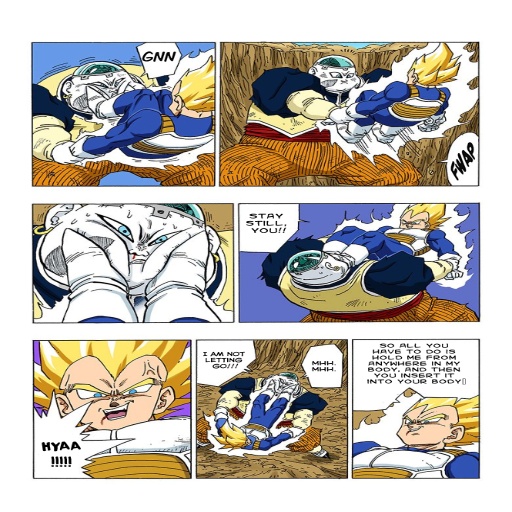 GNN
FWAP
STAY
STILL,
YOU!!
HYAA
!!!!!
I AM NOT
LETTING
GO!!!
MHH.
MHH.
SO ALL YOU
HAVE TO DO IS
HOLD ME FROM
ANYWHERE IN MY
BODY, AND THEN
YOU INSERT IT
INTO YOUR BODY